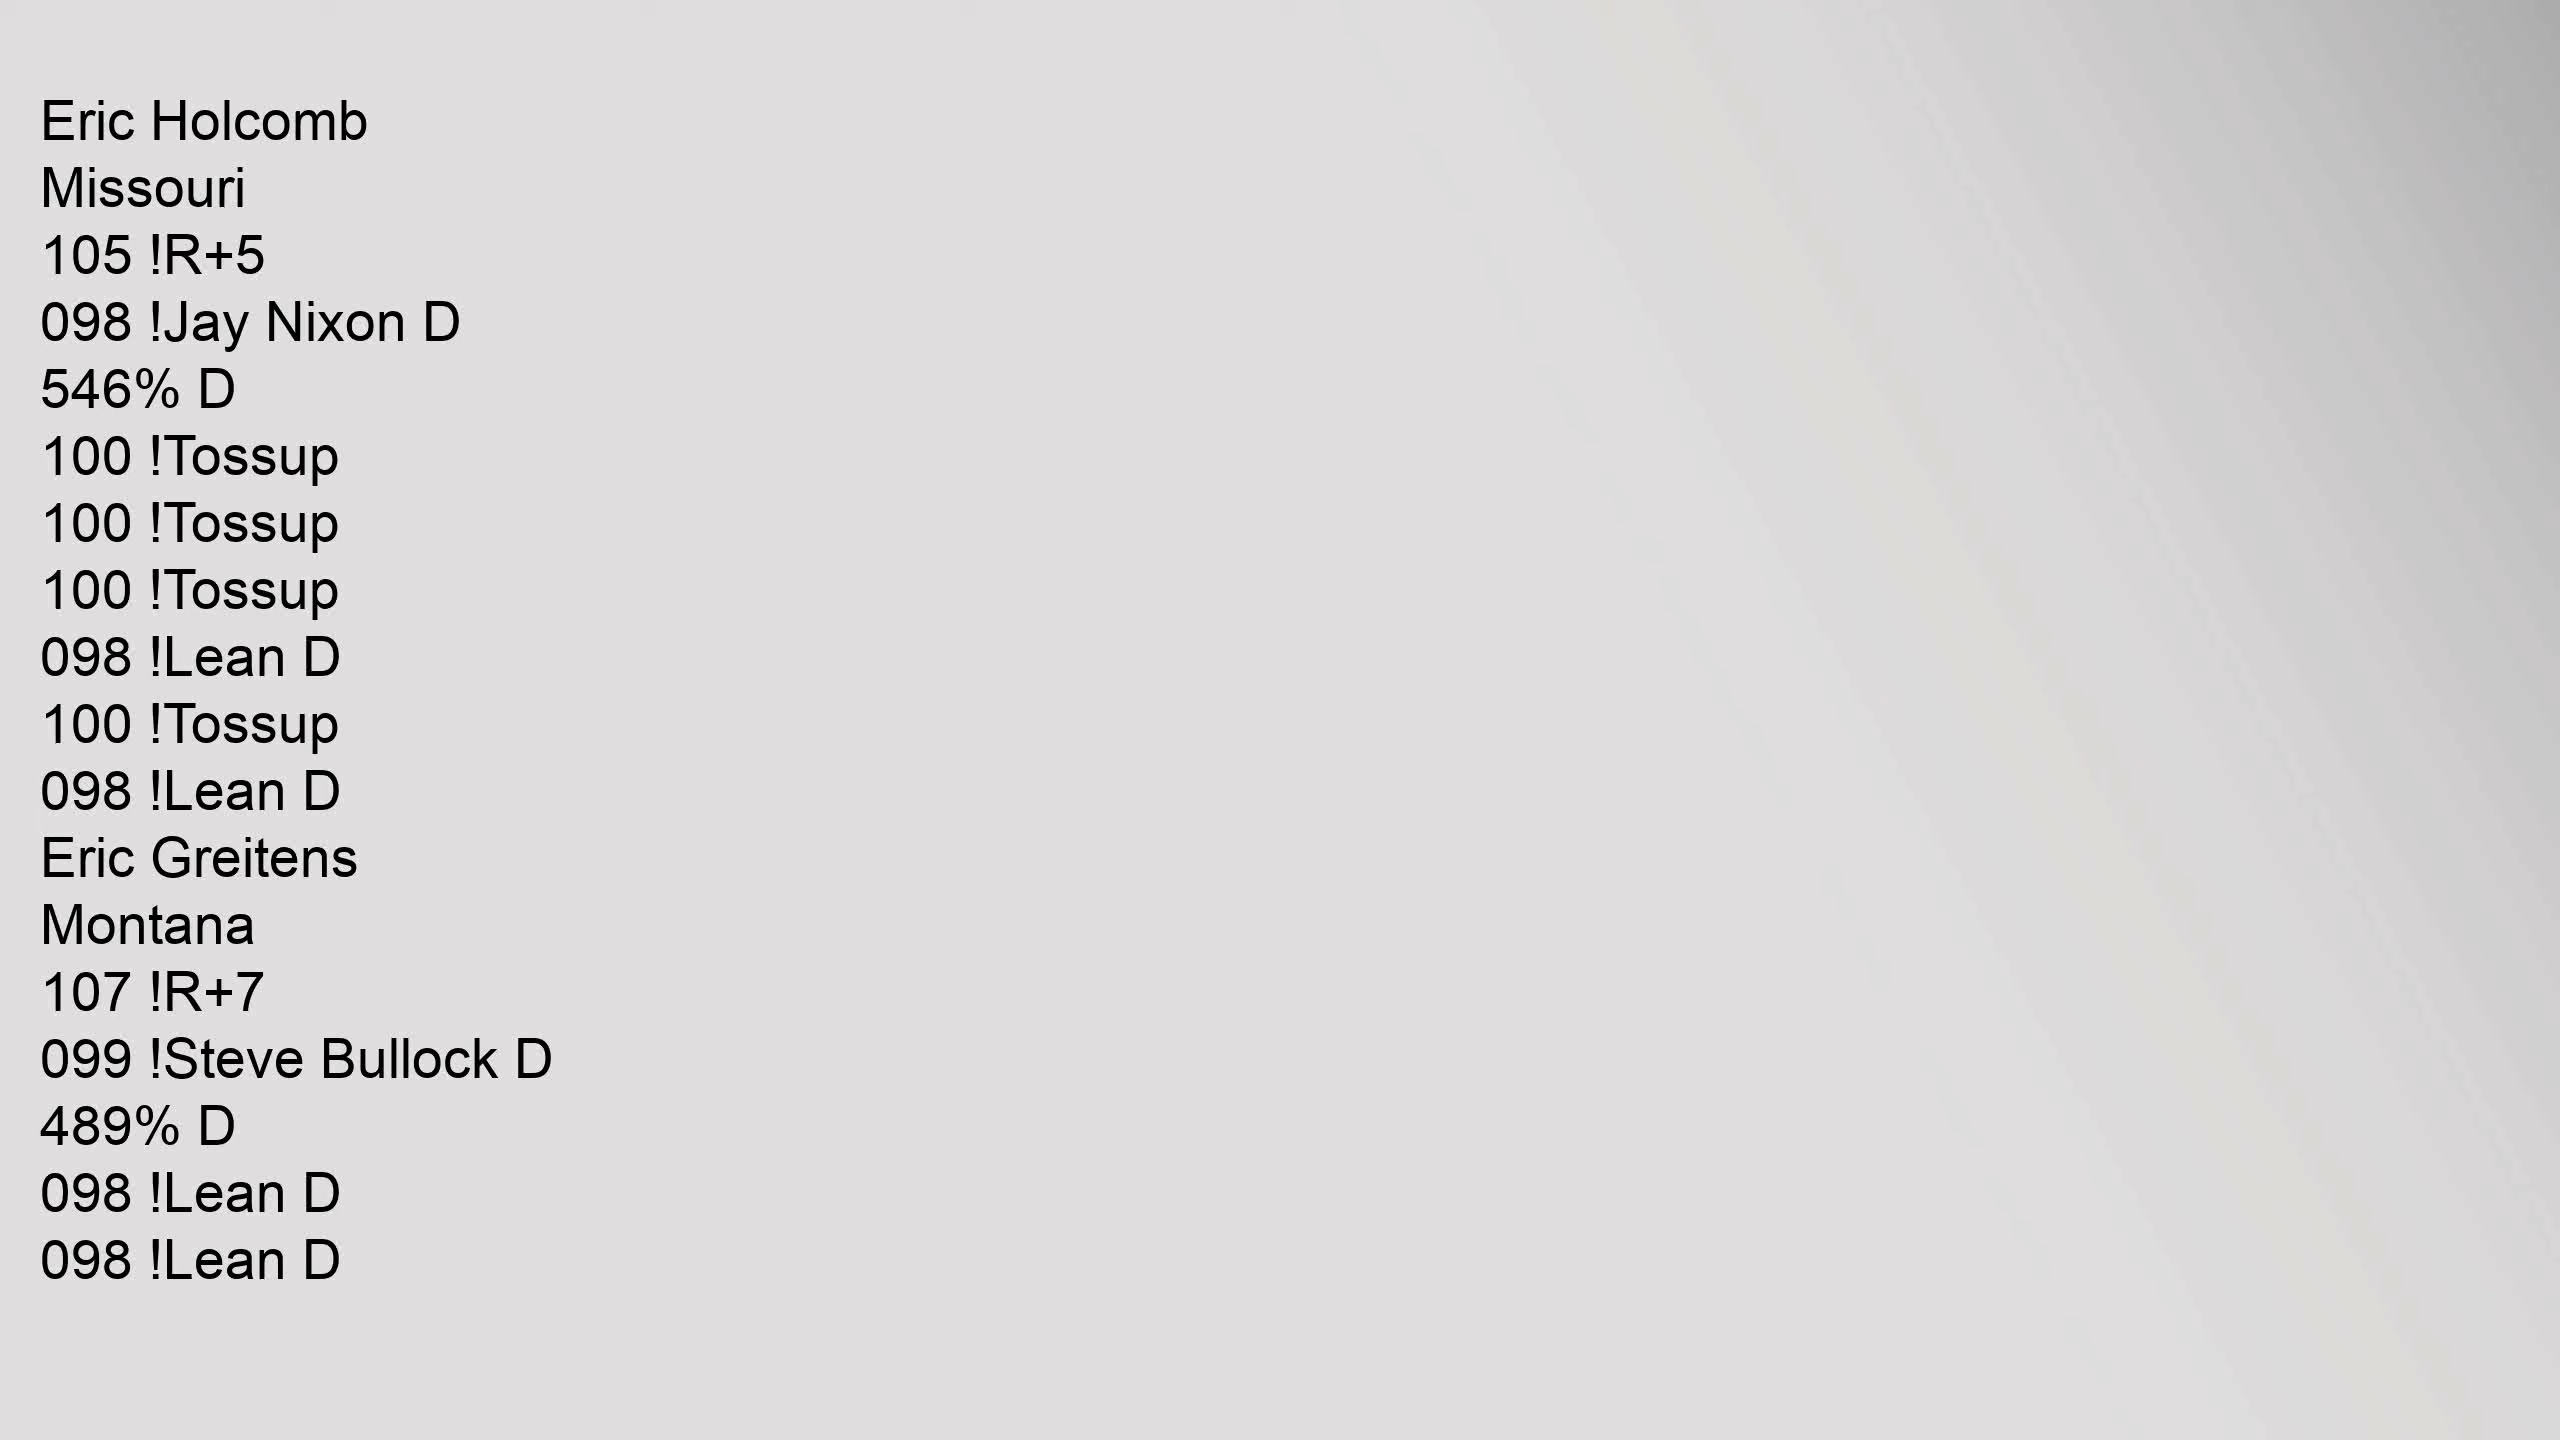 Eric Holcomb
Missouri
105 !R+5
098 !Jay Nixon D
546% D
100 !Tossup
100 !Tossup
100 !Tossup
098 !Lean D
100 !Tossup
098 !Lean D
Eric Greitens
Montana
107 !R+7
099 !Steve Bullock D
489% D
098 !Lean D
098 !Lean D